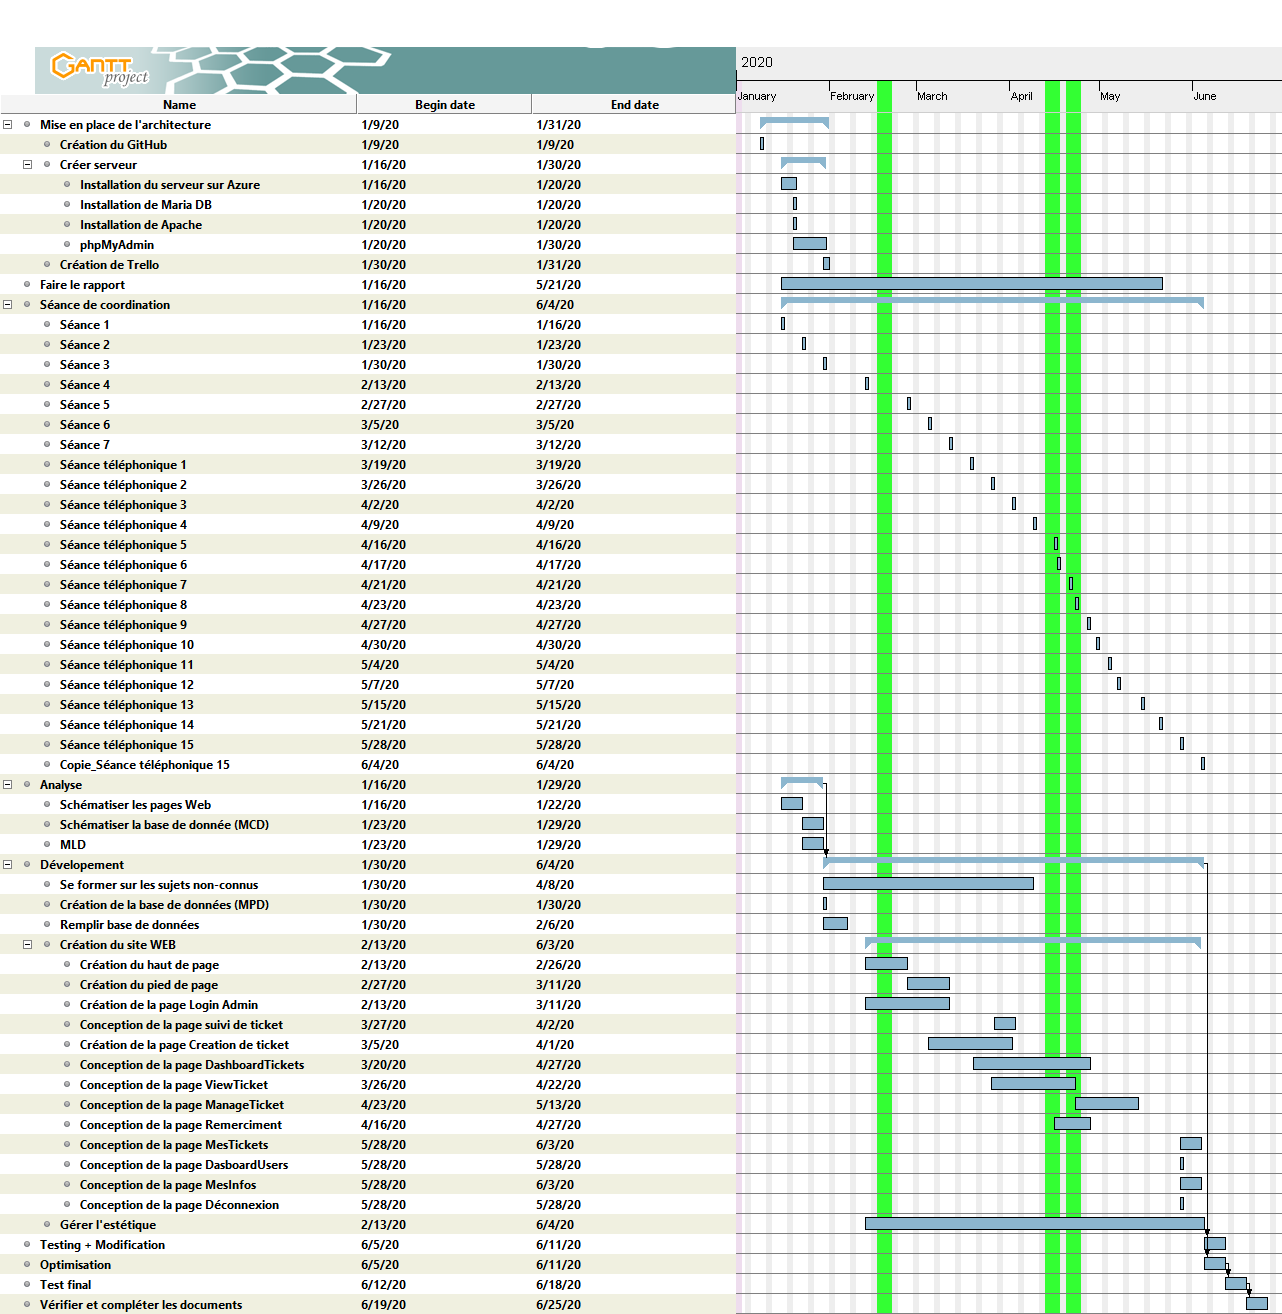 GANTT project
2020
January February March April May June
Name Begin date End date
Mise en place de l'architecture 1/9/20 1/31/20
Création du GitHub 1/9/20 1/9/20
Créer serveur 1/16/20 1/30/20
Installation du serveur sur Azure 1/16/20 1/20/20
Installation de Maria DB 1/20/20 1/20/20
Installation de Apache 1/20/20 1/20/20
phpMyAdmin 1/20/20 1/30/20
Création de Trello 1/30/20 1/31/20
Faire le rapport 1/16/20 5/21/20
Séance de coordination 1/16/20 6/4/20
Séance 1 1/16/20 1/16/20
Séance 2 1/23/20 1/23/20
Séance 3 1/30/20 1/30/20
Séance 4 2/13/20 2/13/20
Séance 5 2/27/20 2/27/20
Séance 6 3/5/20 3/5/20
Séance 7 3/12/20 3/12/20
Séance téléphonique 1 3/19/20 3/19/20
Séance téléphonique 2 3/26/20 3/26/20
Séance téléphonique 3 4/2/20 4/2/20
Séance téléphonique 4 4/9/20 4/9/20
Séance téléphonique 5 4/16/20 4/16/20
Séance téléphonique 6 4/17/20 4/17/20
Séance téléphonique 7 4/21/20 4/21/20
Séance téléphonique 8 4/23/20 4/23/20
Séance téléphonique 9 4/27/20 4/27/20
Séance téléphonique 10 4/30/20 4/30/20
Séance téléphonique 11 5/4/20 5/4/20
Séance téléphonique 12 5/7/20 5/7/20
Séance téléphonique 13 5/15/20 5/15/20
Séance téléphonique 14 5/21/20 5/21/20
Séance téléphonique 15 5/28/20 5/28/20
Copie_Séance téléphonique 15 6/4/20 6/4/20
Analyse 1/16/20 1/29/20
Schématiser les pages Web 1/16/20 1/22/20
Schématiser la base de donnée (MCD) 1/23/20 1/29/20
MLD 1/23/20 1/29/20
Dévelopement 1/30/20 6/4/20
Se former sur les sujets non-connus 1/30/20 4/8/20
Création de la base de données (MPD) 1/30/20 1/30/20
Remplir base de données 1/30/20 2/6/20
Création du site WEB 2/13/20 6/3/20
Création du haut de page 2/13/20 2/26/20
Création du pied de page 2/27/20 3/11/20
Création de la page Login Admin 2/13/20 3/11/20
Conception de la page suivi de ticket 3/27/20 4/2/20
Création de la page Creation de ticket 3/5/20 4/1/20
Conception de la page DashboardTickets 3/20/20 4/27/20
Conception de la page ViewTicket 3/26/20 4/22/20
Conception de la page ManageTicket 4/23/20 5/13/20
Conception de la page Remerciment 4/16/20 4/27/20
Conception de la page MesTickets 5/28/20 6/3/20
Conception de la page DasboardUsers 5/28/20 5/28/20
Conception de la page MesInfos 5/28/20 6/3/20
Conception de la page Déconnexion 5/28/20 5/28/20
Gérer l'estétique 2/13/20 6/4/20
Testing + Modification 6/5/20 6/11/20
Optimisation 6/5/20 6/11/20
Test final 6/12/20 6/18/20
Vérifier et compléter les documents 6/19/20 6/25/20